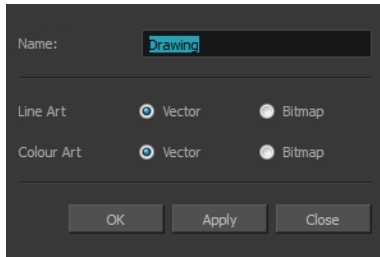 Name: Drawing
Line Art Vector Bitmap
Colour Art Vector Bitmap
OK Apply Close